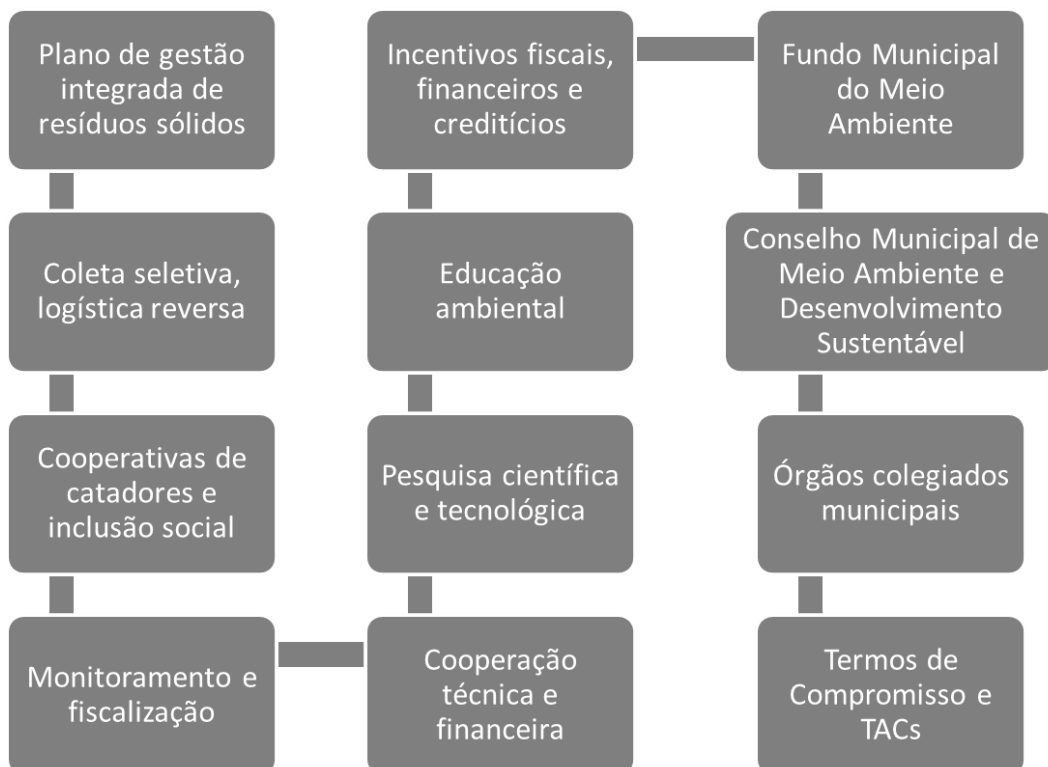 Plano de gestão
integrada de
resíduos sólidos
Coleta seletiva,
logística reversa
Cooperativas de
catadores e
inclusão social
Monitoramento e
fiscalização
Cooperação
técnica e
financeira
Pesquisa científica
e tecnológica
Educação
ambiental
Incentivos fiscais,
financeiros e
creditícios
Fundo Municipal
do Meio
Ambiente
Conselho Municipal de
Meio Ambiente e
Desenvolvimento
Sustentável
Órgãos colegiados
municipais
Termos de
Compromisso e
TACs